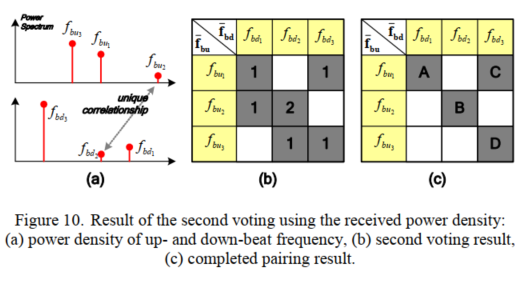 Power
Spectrum
f_bu3
f_bu1
f_bu2
unique
correlationship
f_bd3
f_bd2
f_bd1
(a)
f̄_bd
f̄_bu
f_bd1 f_bd2 f_bd3
f_bu1 1 1
f_bu2 1 2
f_bu3 1 1
(b)
f̄_bd
f̄_bu
f_bd1 f_bd2 f_bd3
f_bu1 A C
f_bu2 B
f_bu3 D
(c)
Figure 10. Result of the second voting using the received power density:
(a) power density of up- and down-beat frequency, (b) second voting result,
(c) completed pairing result.